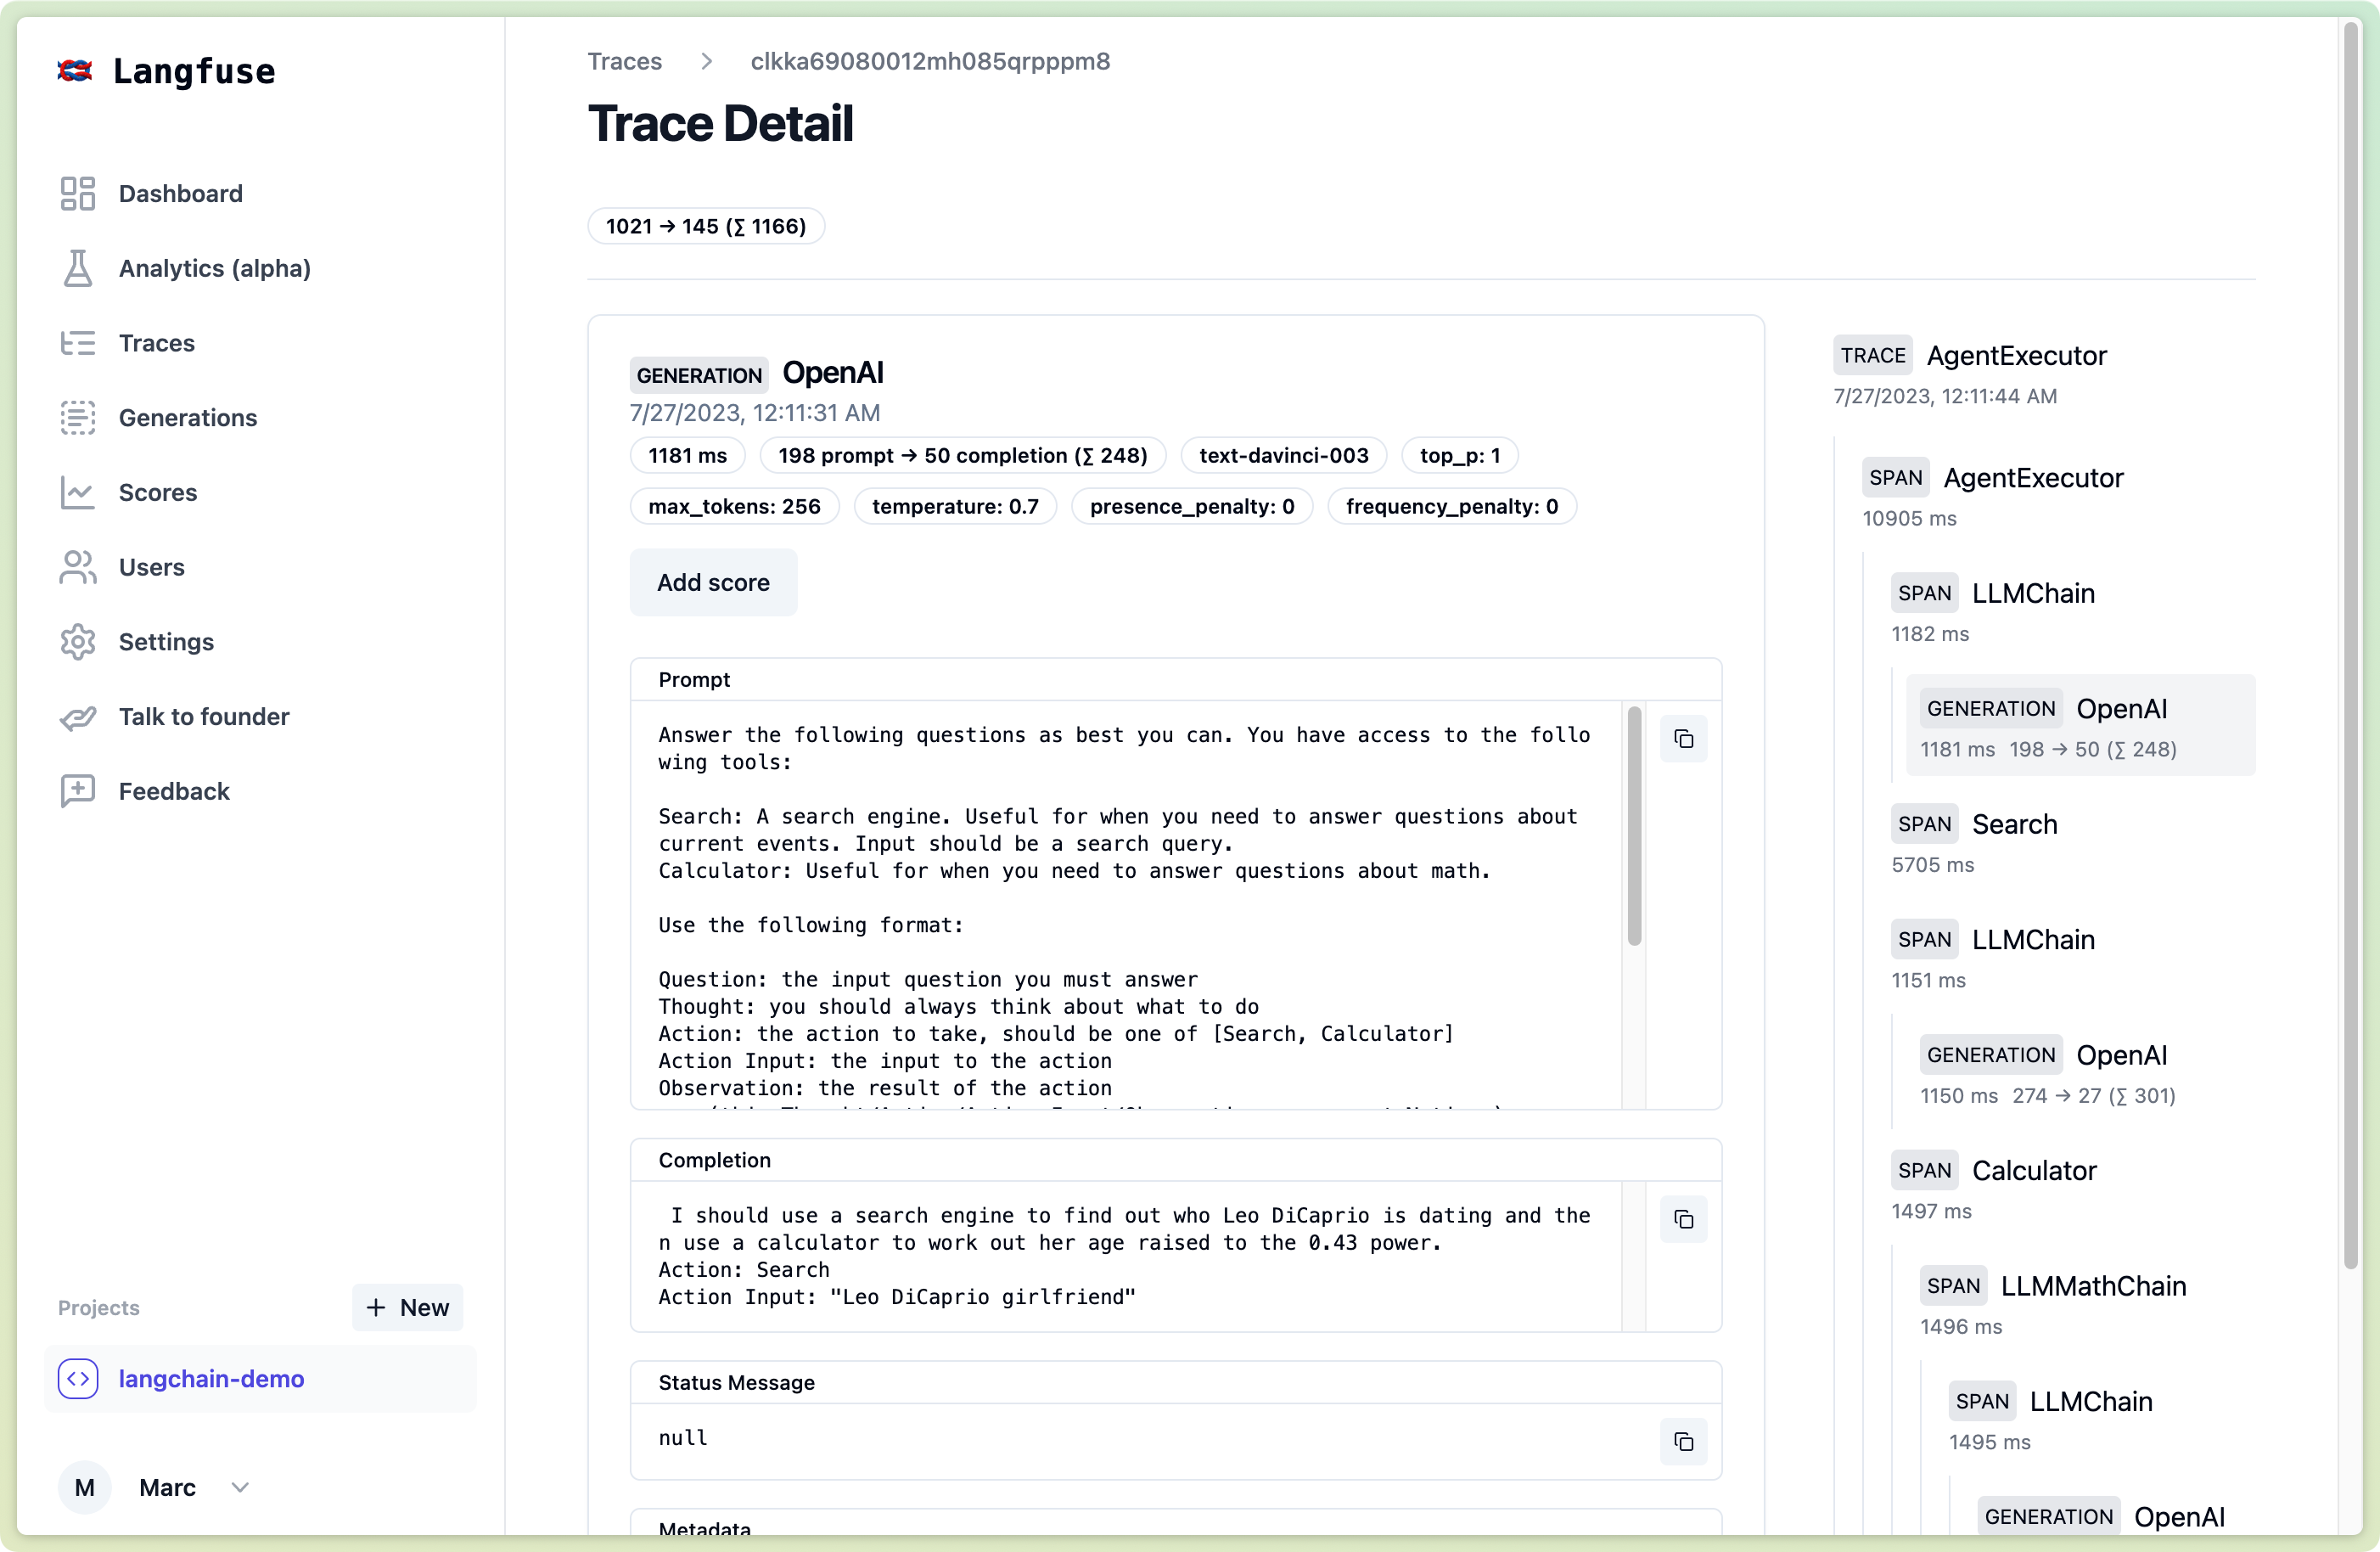 Langfuse
Dashboard
Analytics (alpha)
Traces
Generations
Scores
Users
Settings
Talk to founder
Feedback
Projects
+ New
langchain-demo
M Marc
Traces > clkka69080012mh085qrpppm8
Trace Detail
1021 → 145 (∑ 1166)
GENERATION OpenAI
7/27/2023, 12:11:31 AM
1181 ms 198 prompt → 50 completion (∑ 248) text-davinci-003 top_p: 1
max_tokens: 256 temperature: 0.7 presence_penalty: 0 frequency_penalty: 0
Add score
Prompt
Answer the following questions as best you can. You have access to the follo
wing tools:
Search: A search engine. Useful for when you need to answer questions about
current events. Input should be a search query.
Calculator: Useful for when you need to answer questions about math.
Use the following format:
Question: the input question you must answer
Thought: you should always think about what to do
Action: the action to take, should be one of [Search, Calculator]
Action Input: the input to the action
Observation: the result of the action
Completion
I should use a search engine to find out who Leo DiCaprio is dating and the
n use a calculator to work out her age raised to the 0.43 power.
Action: Search
Action Input: "Leo DiCaprio girlfriend"
Status Message
null
Metadata
TRACE AgentExecutor
7/27/2023, 12:11:44 AM
SPAN AgentExecutor
10905 ms
SPAN LLMChain
1182 ms
GENERATION OpenAI
1181 ms 198 → 50 (∑ 248)
SPAN Search
5705 ms
SPAN LLMChain
1151 ms
GENERATION OpenAI
1150 ms 274 → 27 (∑ 301)
SPAN Calculator
1497 ms
SPAN LLMMathChain
1496 ms
SPAN LLMChain
1495 ms
GENERATION OpenAI